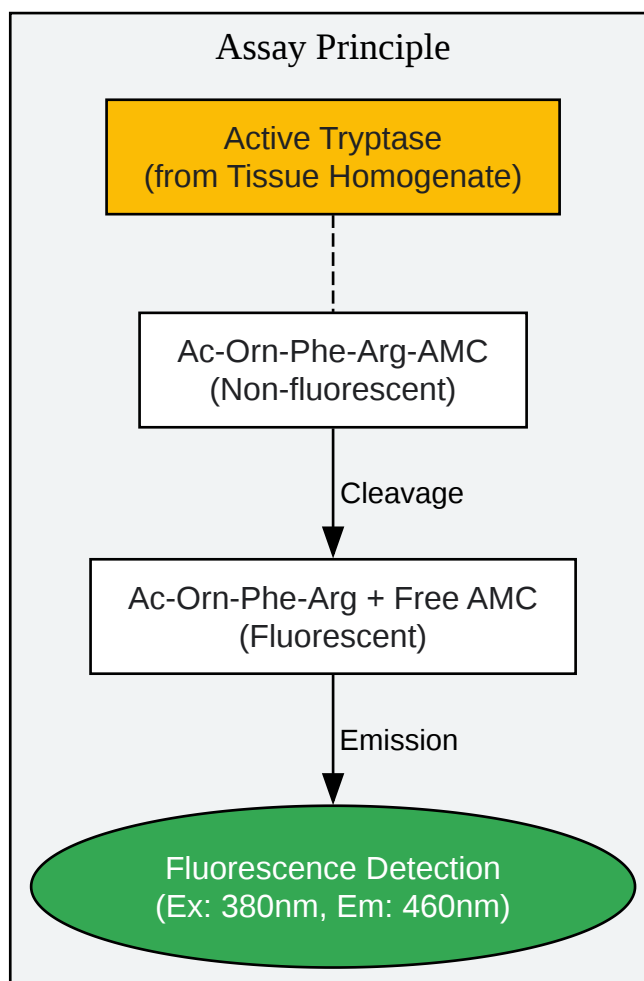 Assay Principle
Active Tryptase
(from Tissue Homogenate)
Ac-Orn-Phe-Arg-AMC
(Non-fluorescent)
Cleavage
Ac-Orn-Phe-Arg + Free AMC
(Fluorescent)
Emission
Fluorescence Detection
(Ex: 380nm, Em: 460nm)